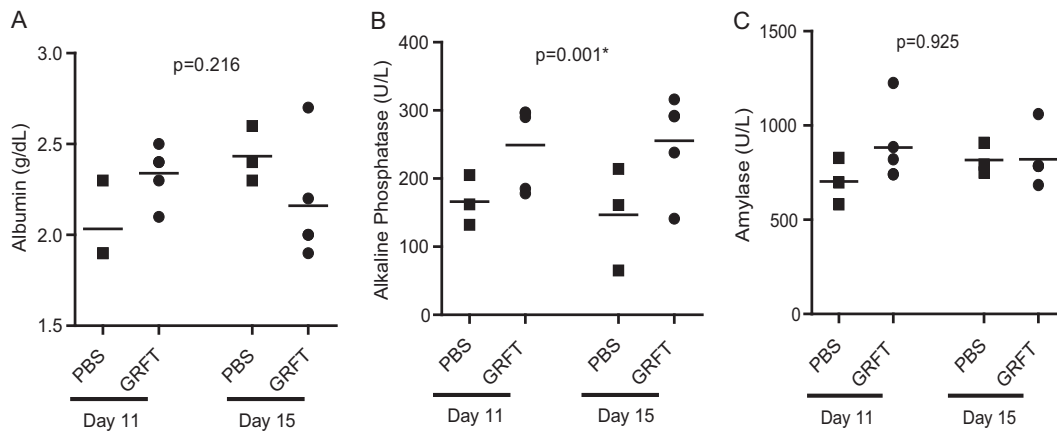 A
Albumin (g/dL)
3.0
2.5
2.0
1.5
p=0.216
PBS
GRFT
PBS
GRFT
Day 11
Day 15
B
Alkaline Phosphatase (U/L)
400
300
200
100
0
p=0.001*
PBS
GRFT
PBS
GRFT
Day 11
Day 15
C
Amylase (U/L)
1500
1000
500
0
p=0.925
PBS
GRFT
PBS
GRFT
Day 11
Day 15